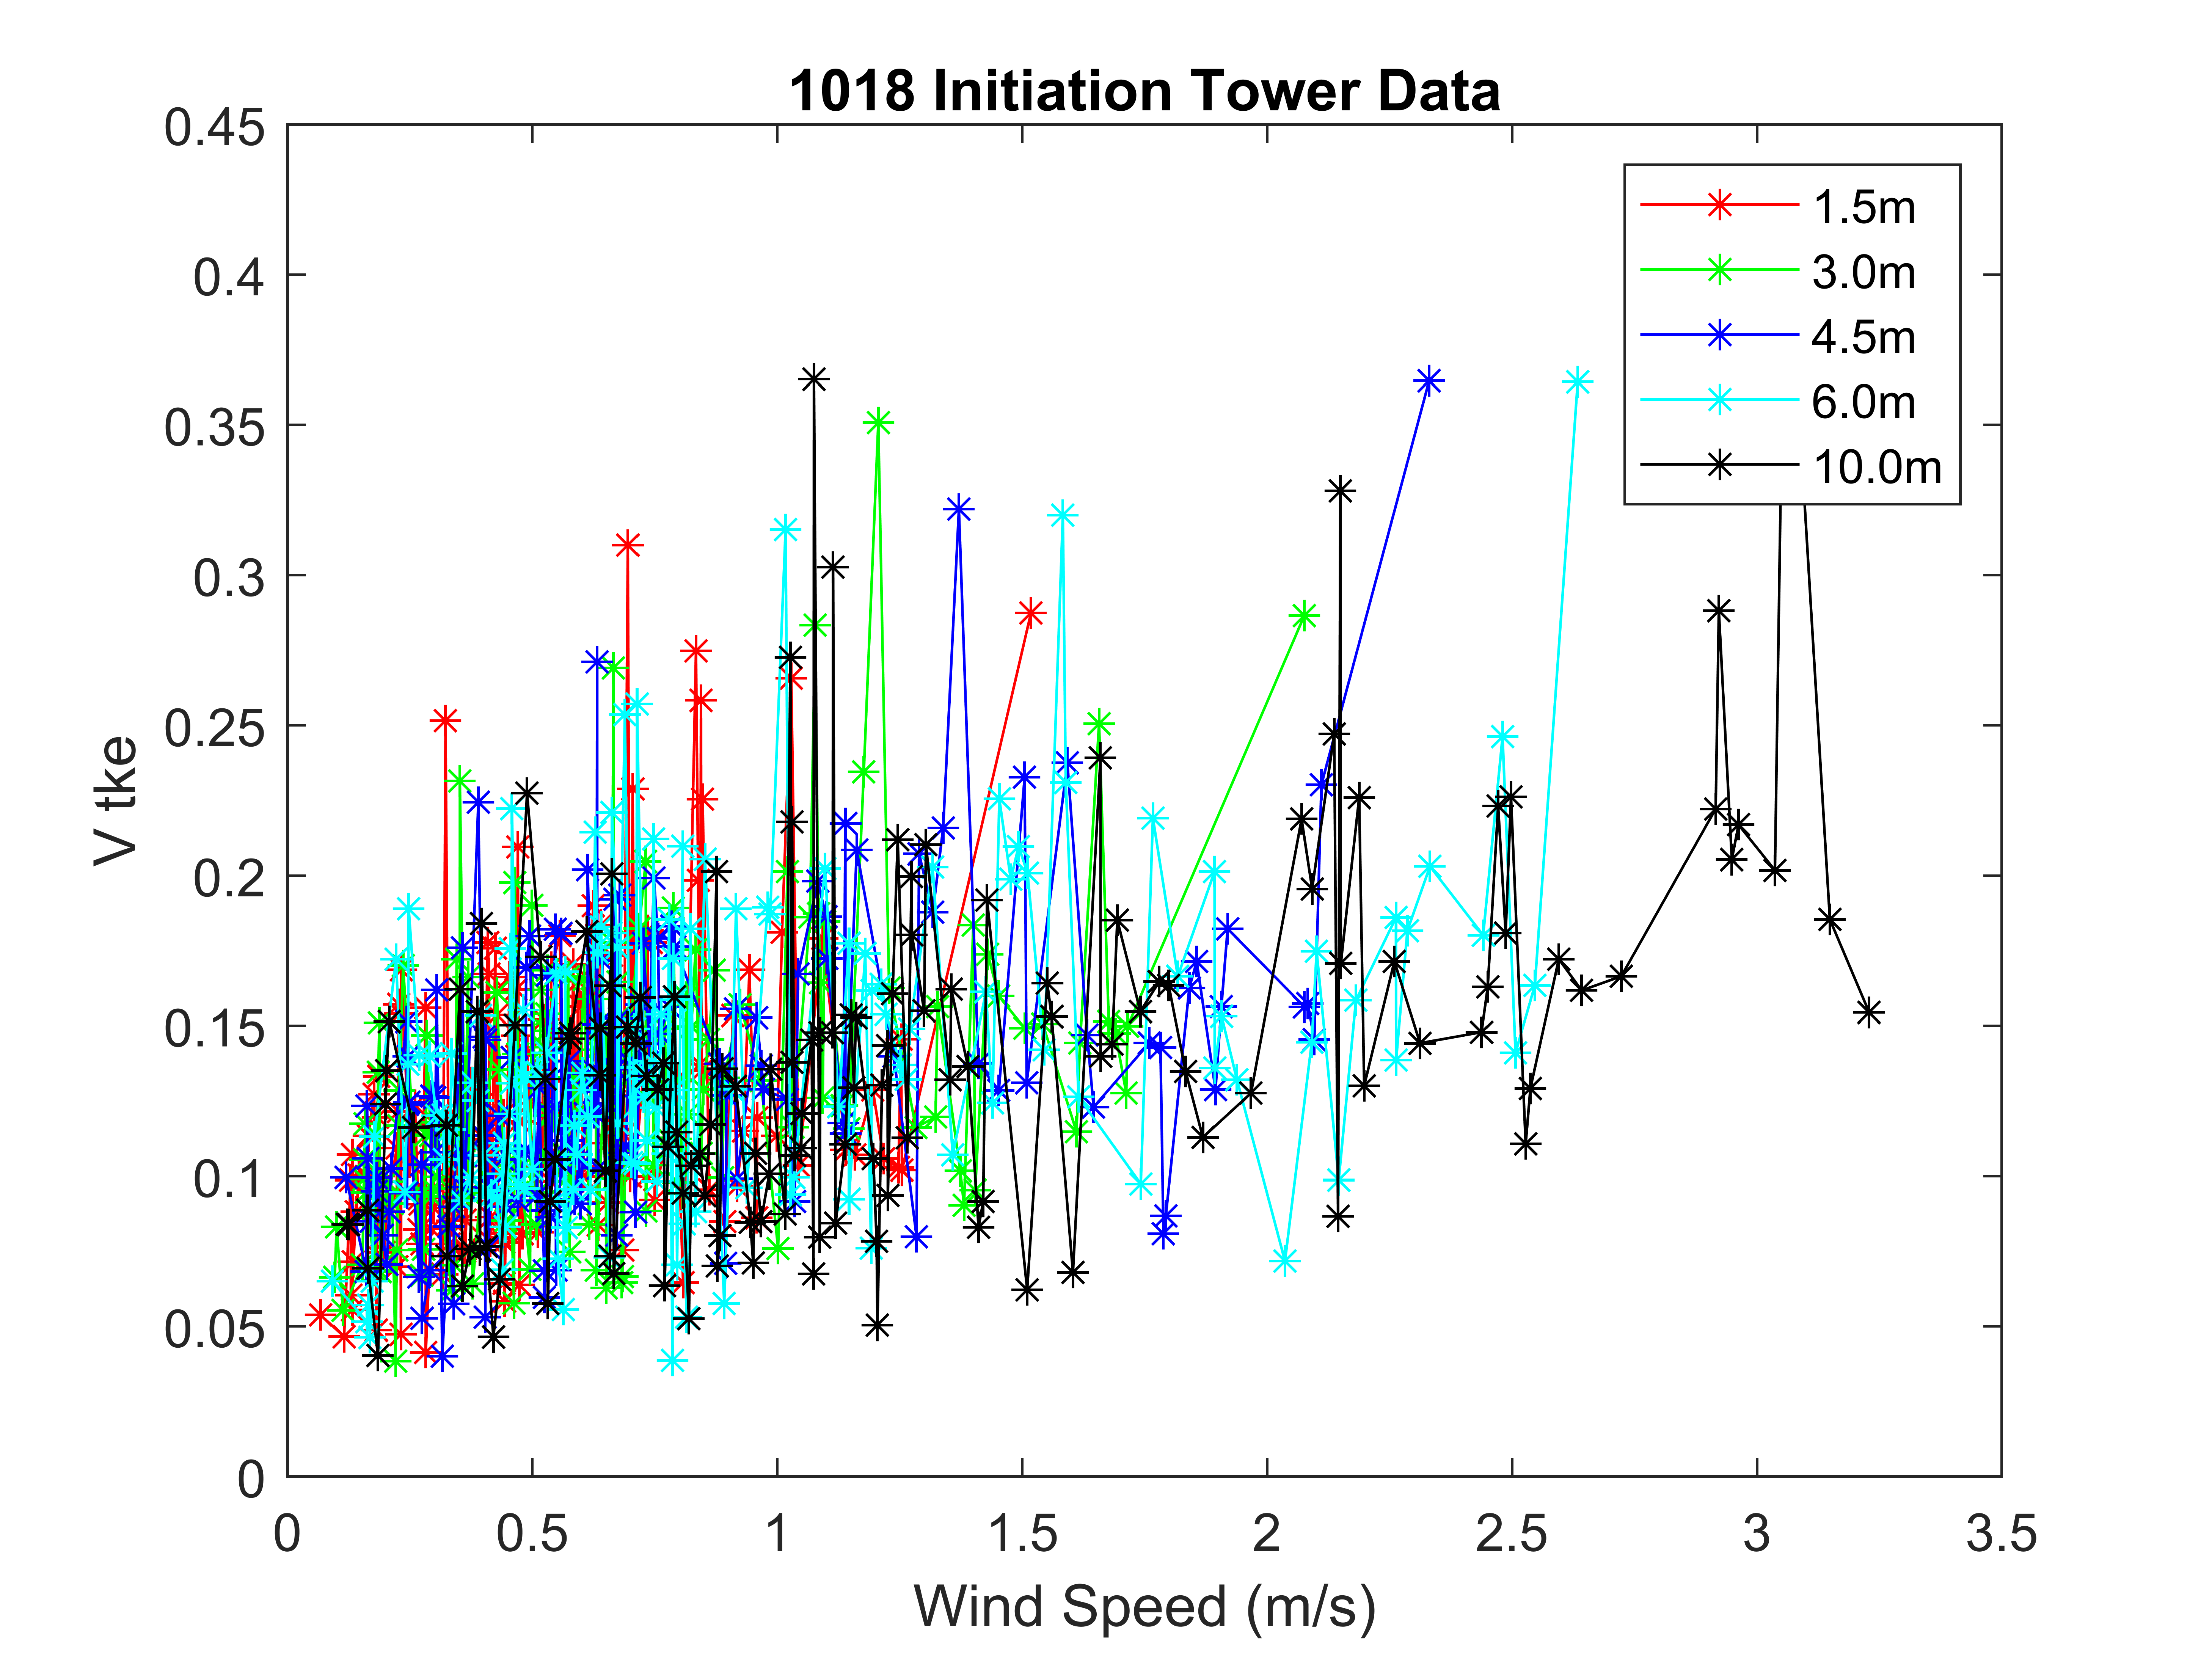 1018 Initiation Tower Data
0.45
0.4
0.35
0.3
0.25
0.2
0.15
0.1
0.05
0
V tke
1.5m
3.0m
4.5m
6.0m
10.0m
0 0.5 1 1.5 2 2.5 3 3.5
Wind Speed (m/s)